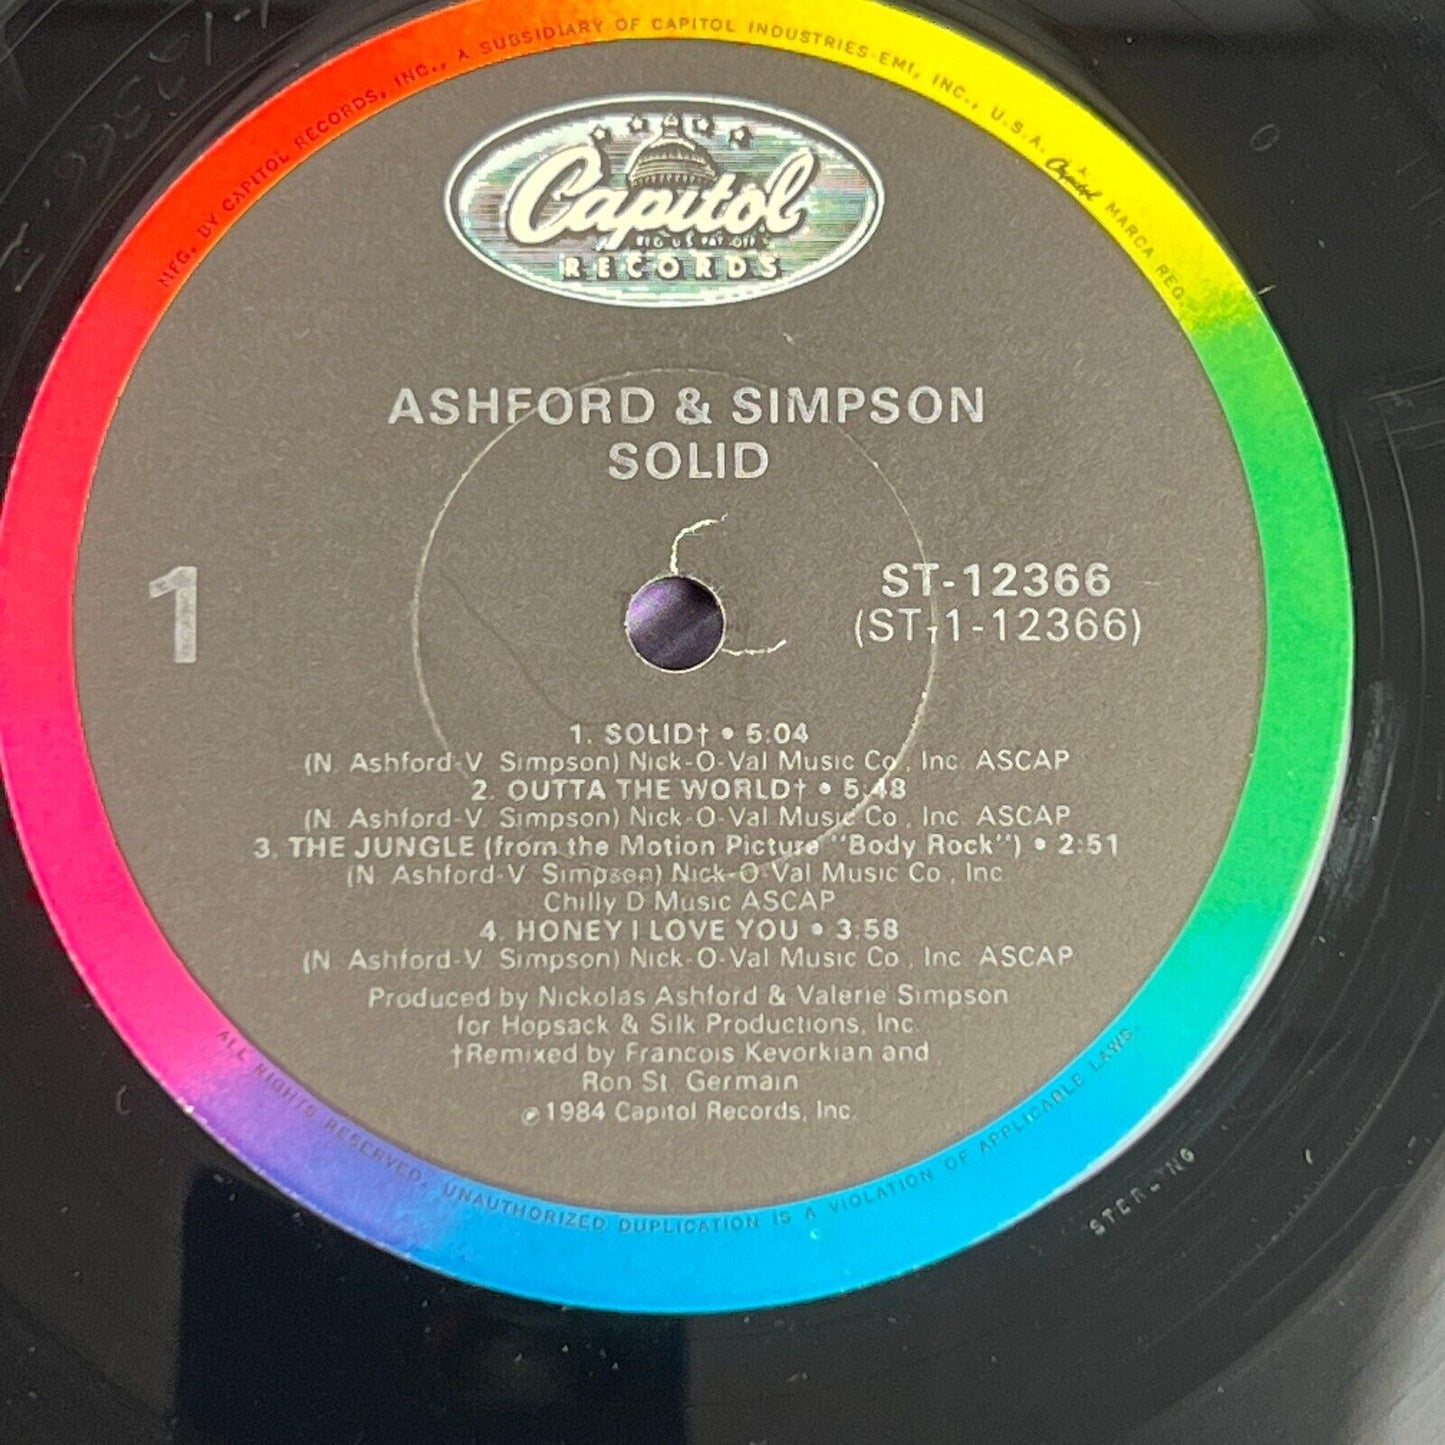 MFG. BY CAPITOL RECORDS, INC., A SUBSIDIARY OF CAPITOL INDUSTRIES-EMI, INC., U.S.A. Capitol MARCA REG.
Capitol
REG. U.S. PAT. OFF.
RECORDS
ASHFORD & SIMPSON
SOLID
1
ST-12366
(ST-1-12366)
1. SOLID† • 5:04
(N. Ashford-V. Simpson) Nick-O-Val Music Co., Inc. ASCAP
2. OUTTA THE WORLD† • 5:48
(N. Ashford-V. Simpson) Nick-O-Val Music Co., Inc. ASCAP
3. THE JUNGLE (from the Motion Picture "Body Rock") • 2:51
(N. Ashford-V. Simpson) Nick-O-Val Music Co., Inc.
Chilly D Music ASCAP
4. HONEY I LOVE YOU • 3:58
(N. Ashford-V. Simpson) Nick-O-Val Music Co., Inc. ASCAP
Produced by Nickolas Ashford & Valerie Simpson
for Hopsack & Silk Productions, Inc.
†Remixed by Francois Kevorkian and
Ron St. Germain
℗ 1984 Capitol Records, Inc.
ALL RIGHTS RESERVED. UNAUTHORIZED DUPLICATION IS A VIOLATION OF APPLICABLE LAWS.
STERLING